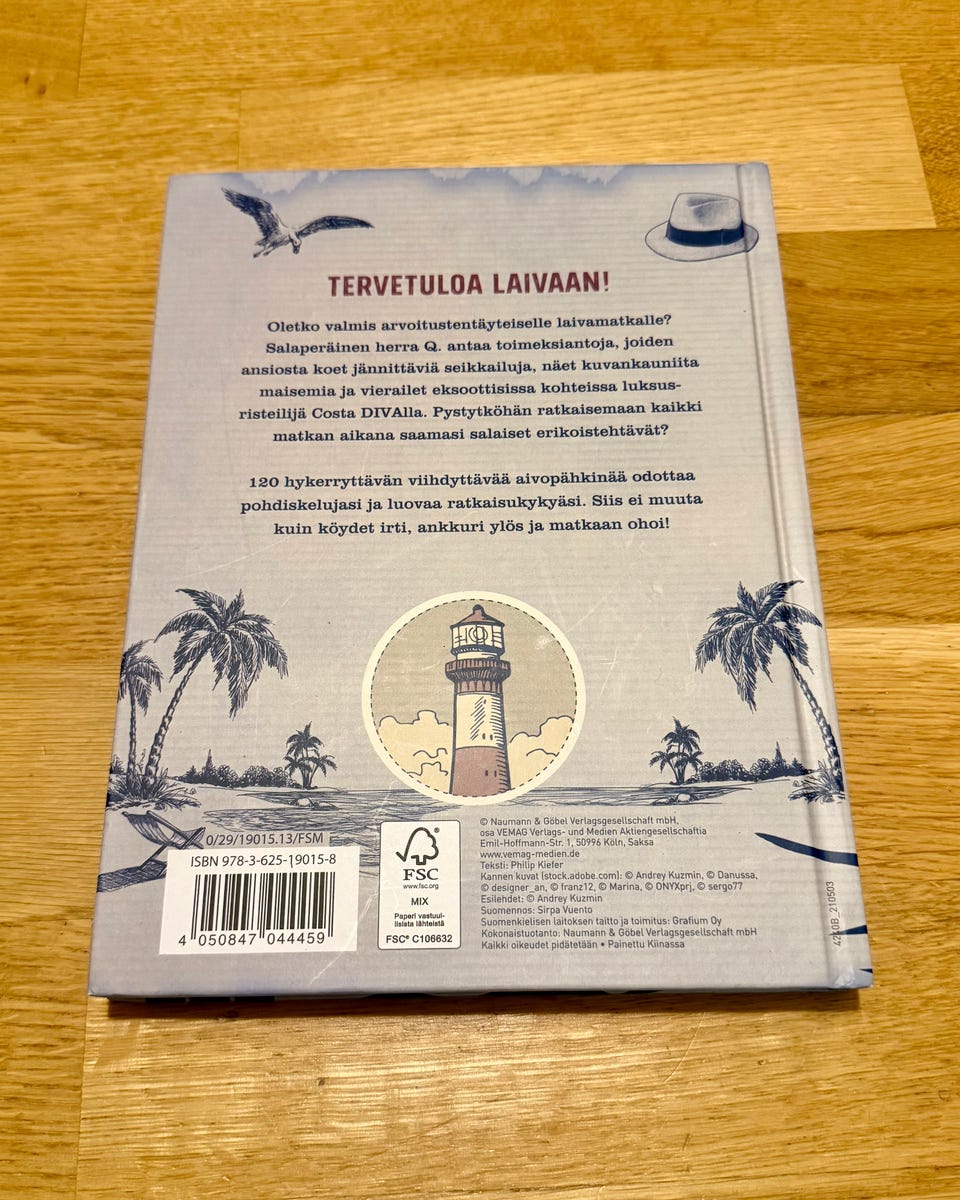 TERVETULOA LAIVAAN!
Oletko valmis arvoitustentäyteiselle laivamatkalle?
Salaperäinen herra Q. antaa toimeksiantoja, joiden
ansiosta koet jännittäviä seikkailuja, näet kuvankauniita
maisemia ja vierailet eksoottisissa kohteissa luksus-
risteilijä Costa DIVAlla. Pystytköhän ratkaisemaan kaikki
matkan aikana saamasi salaiset erikoistehtävät?
120 hykerryttävän viihdyttävää aivopähkinää odottaa
pohdiskelujasi ja luovaa ratkaisukykyäsi. Siis ei muuta
kuin köydet irti, ankkuri ylös ja matkaan ohoi!
0/29/19015.13/FSM
ISBN 978-3-625-19015-8
4 050847 044459
FSC®
www.fsc.org
MIX
Paperi vastuul-
lisista lähteistä
FSC® C106632
© Naumann & Göbel Verlagsgesellschaft mbH,
osa VEMAG Verlags- und Medien Aktiengesellschaftia
Emil-Hoffmann-Str. 1, 50996 Köln, Saksa
www.vemag-medien.de
Teksti: Philip Kiefer
Kannen kuvat (stock.adobe.com): © Andrey Kuzmin, © Danussa,
© designer_an, © franz12, © Marina, © ONYXprj, © sergo77
Esilehdet: © Andrey Kuzmin
Suomennos: Sirpa Vuento
Suomenkielisen laitoksen taitto ja toimitus: Grafium Oy
Kokonaistuotanto: Naumann & Göbel Verlagsgesellschaft mbH
Kaikki oikeudet pidätetään • Painettu Kiinassa